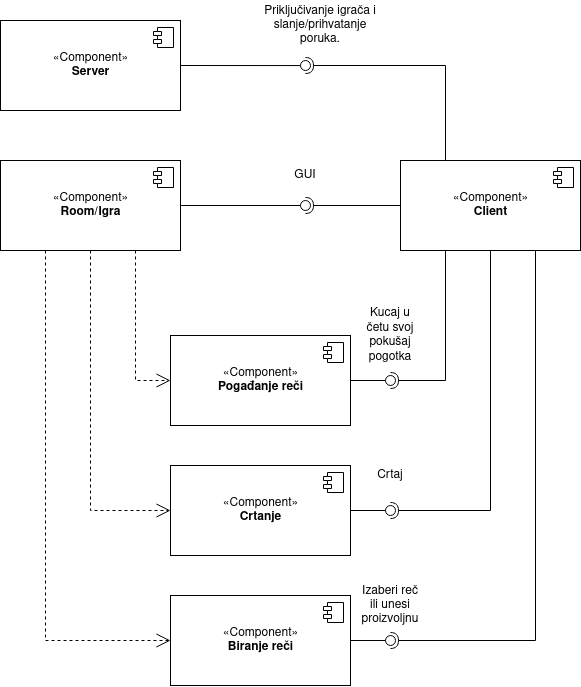 Priključivanje igrača i
slanje/prihvatanje
poruka.
«Component»
Server
GUI
«Component»
Room/Igra
«Component»
Client
Kucaj u
četu svoj
pokušaj
pogotka
«Component»
Pogađanje reči
Crtaj
«Component»
Crtanje
Izaberi reč
ili unesi
proizvoljnu
«Component»
Biranje reči